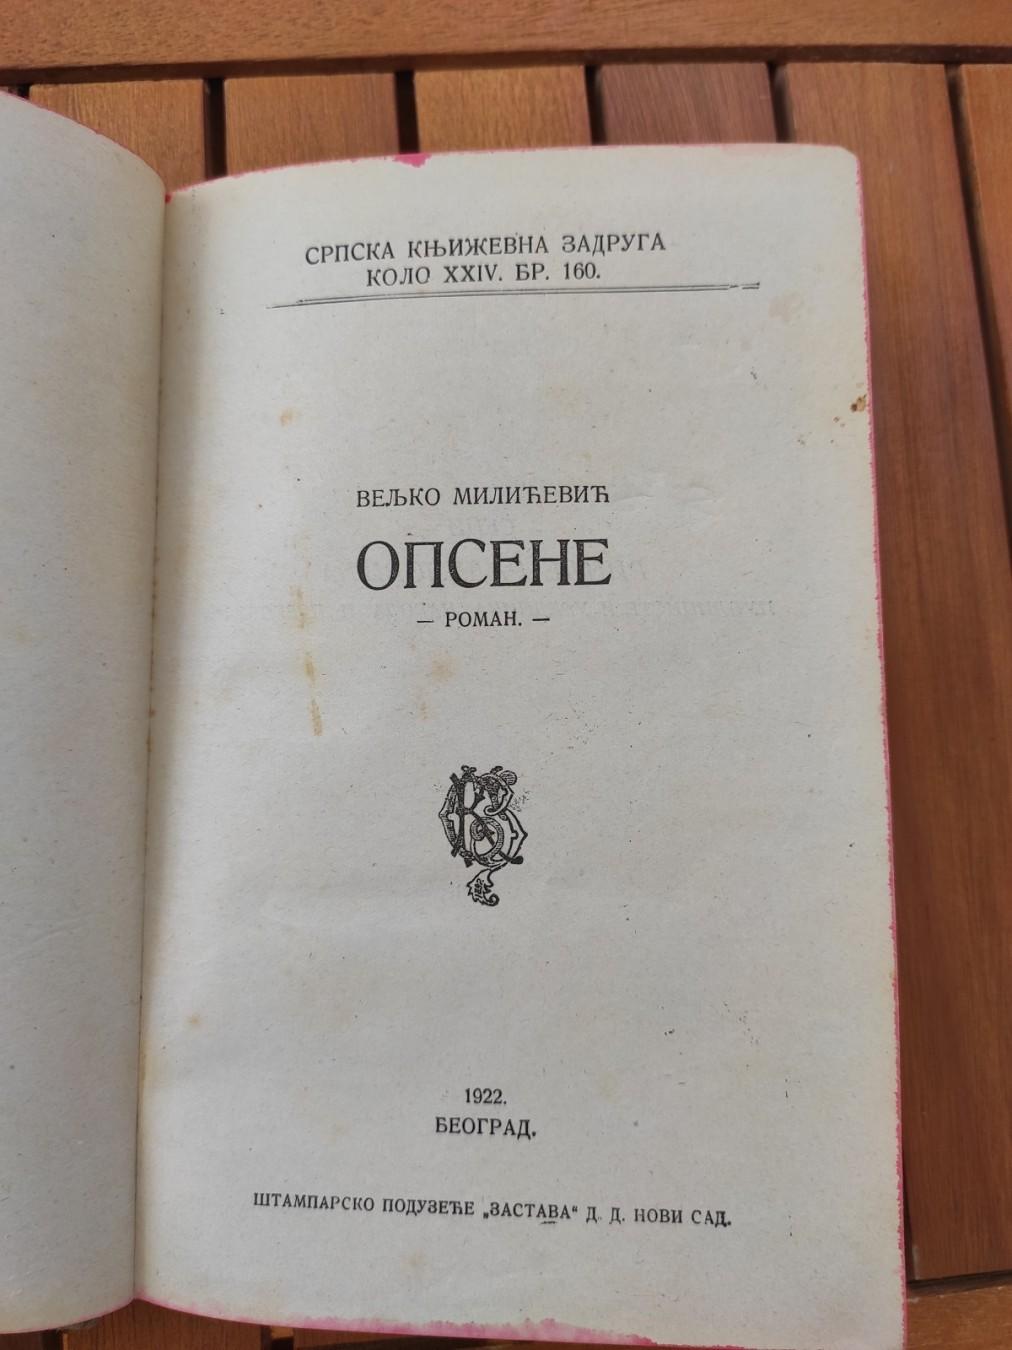 СРПСКА КЊИЖЕВНА ЗАДРУГА
КОЛО XXIV. БР. 160.
ВЕЉКО МИЛИЋЕВИЋ
ОПСЕНЕ
— РОМАН. —
1922.
БЕОГРАД.
ШТАМПАРСКО ПОДУЗЕЋЕ „ЗАСТАВА“ Д. Д. НОВИ САД.